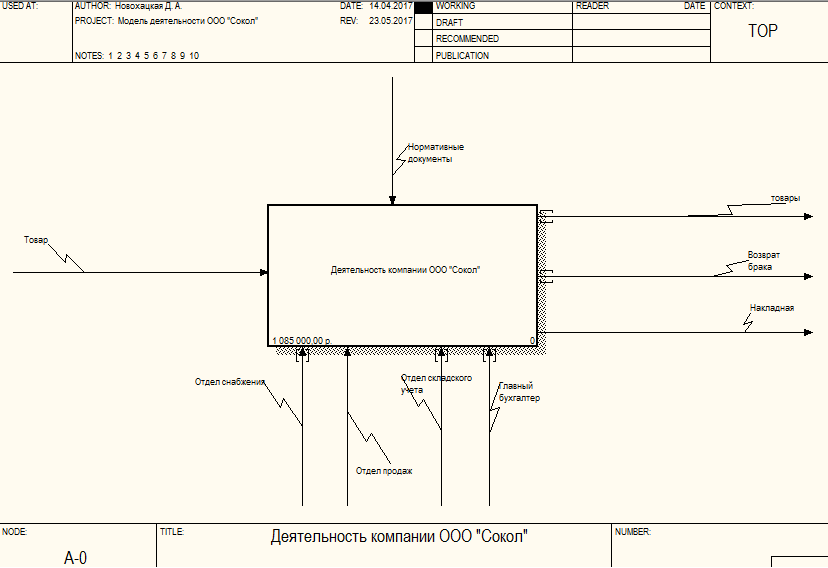 USED AT:
AUTHOR: Новохацкая Д. А.
DATE: 14.04.2017
WORKING
READER
DATE
CONTEXT:
PROJECT: Модель деятельности ООО "Сокол"
REV: 23.05.2017
DRAFT
TOP
RECOMMENDED
NOTES: 1 2 3 4 5 6 7 8 9 10
PUBLICATION
Нормативные
документы
товары
Товар
Возврат
брака
Деятельность компании ООО "Сокол"
Накладная
1 085 000,00 р.
0
Отдел снабжения
Отдел складского
учета
Главный
бухгалтер
Отдел продаж
NODE:
TITLE:
Деятельность компании ООО "Сокол"
NUMBER:
A-0